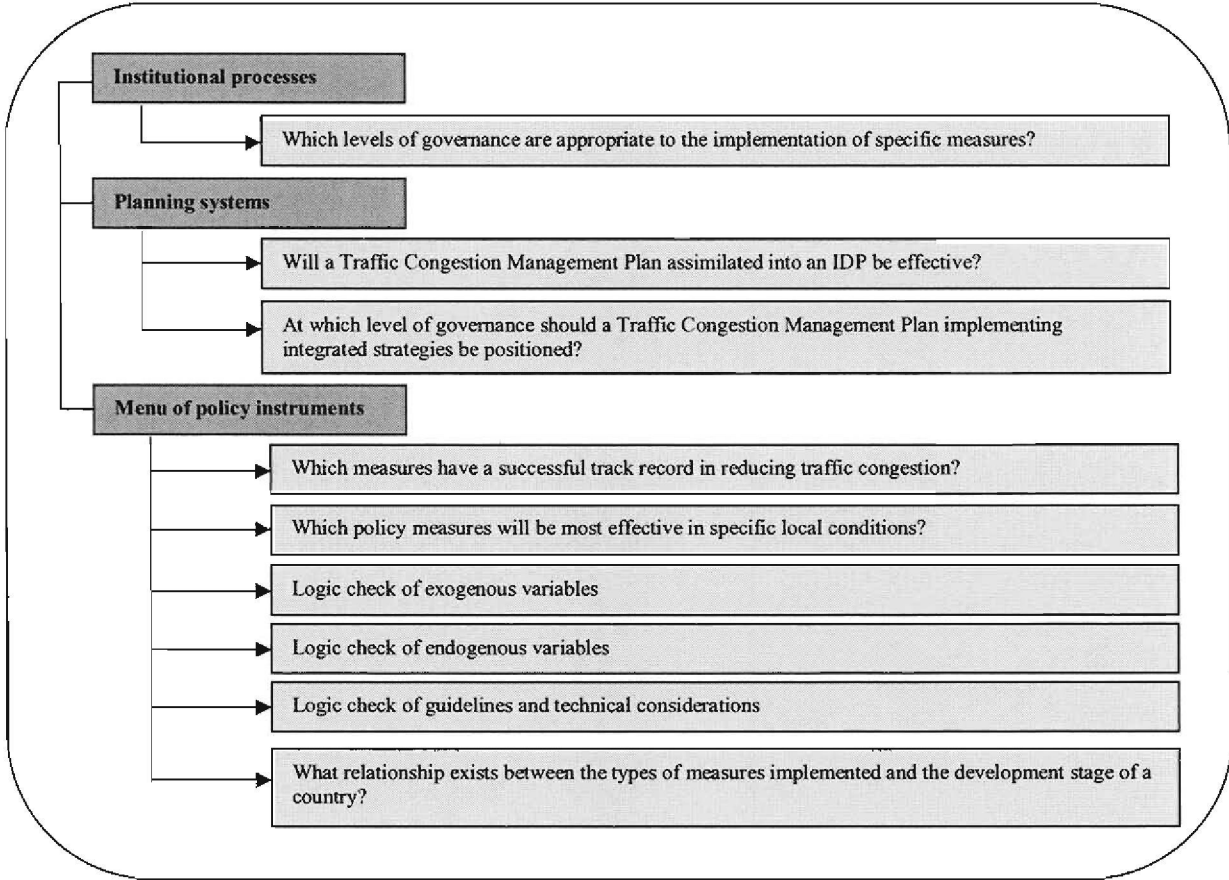 Institutional processes
Which levels of governance are appropriate to the implementation of specific measures?
Planning systems
Will a Traffic Congestion Management Plan assimilated into an IDP be effective?
At which level of governance should a Traffic Congestion Management Plan implementing
integrated strategies be positioned?
Menu of policy instruments
Which measures have a successful track record in reducing traffic congestion?
Which policy measures will be most effective in specific local conditions?
Logic check of exogenous variables
Logic check of endogenous variables
Logic check of guidelines and technical considerations
What relationship exists between the types of measures implemented and the development stage of a
country?